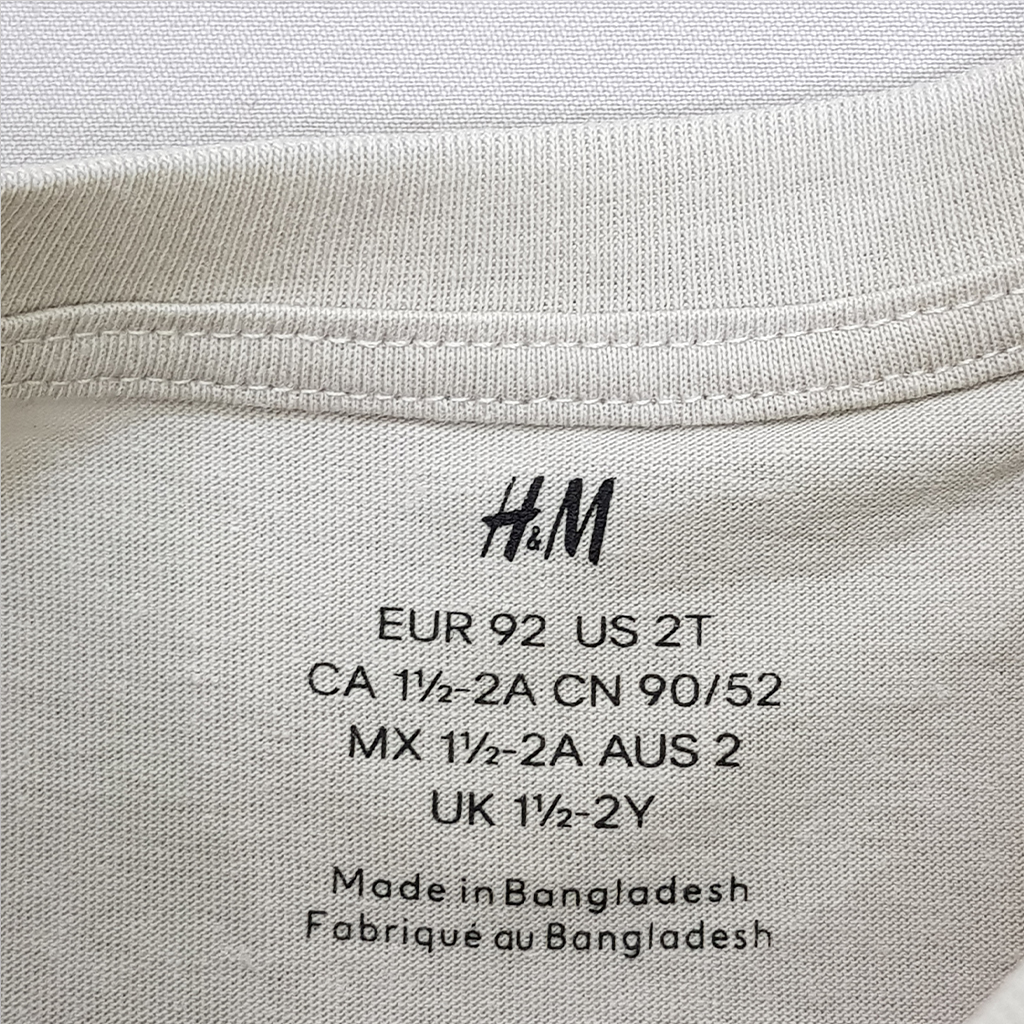 H&M
EUR 92 US 2T
CA 1½-2A CN 90/52
MX 1½-2A AUS 2
UK 1½-2Y
Made in Bangladesh
Fabriqué au Bangladesh